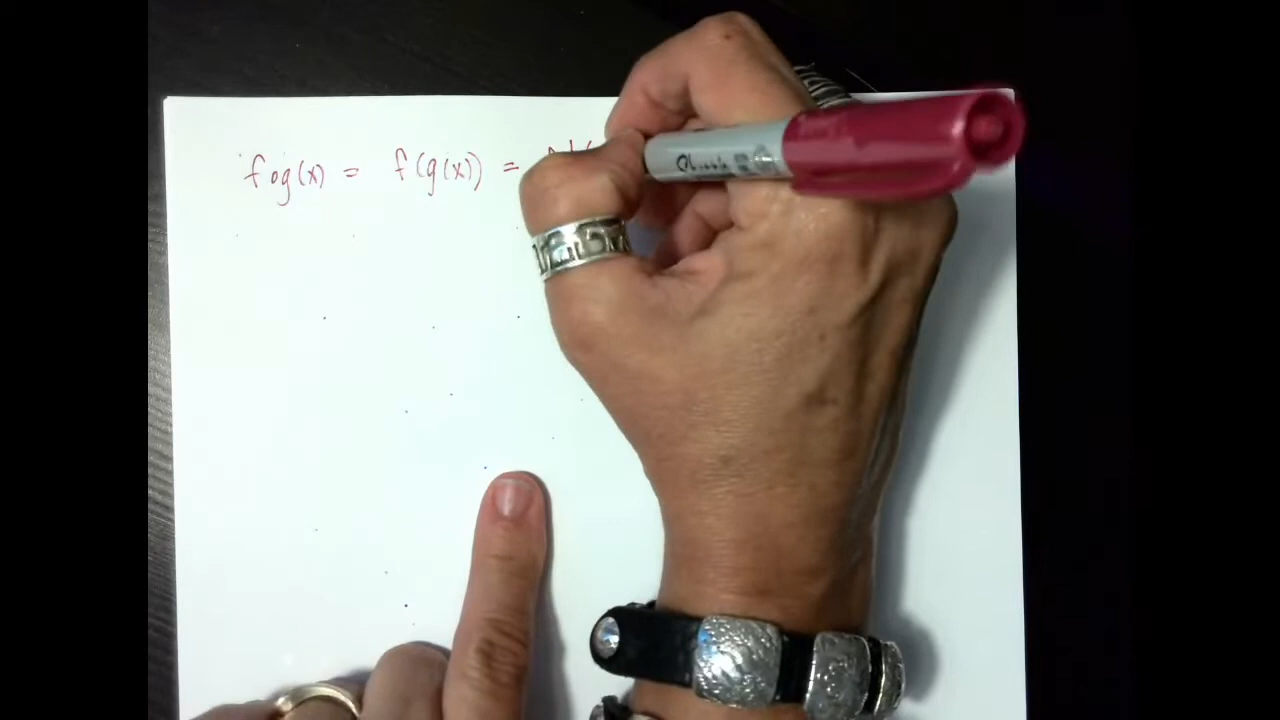 fog(x) = f(g(x)) =